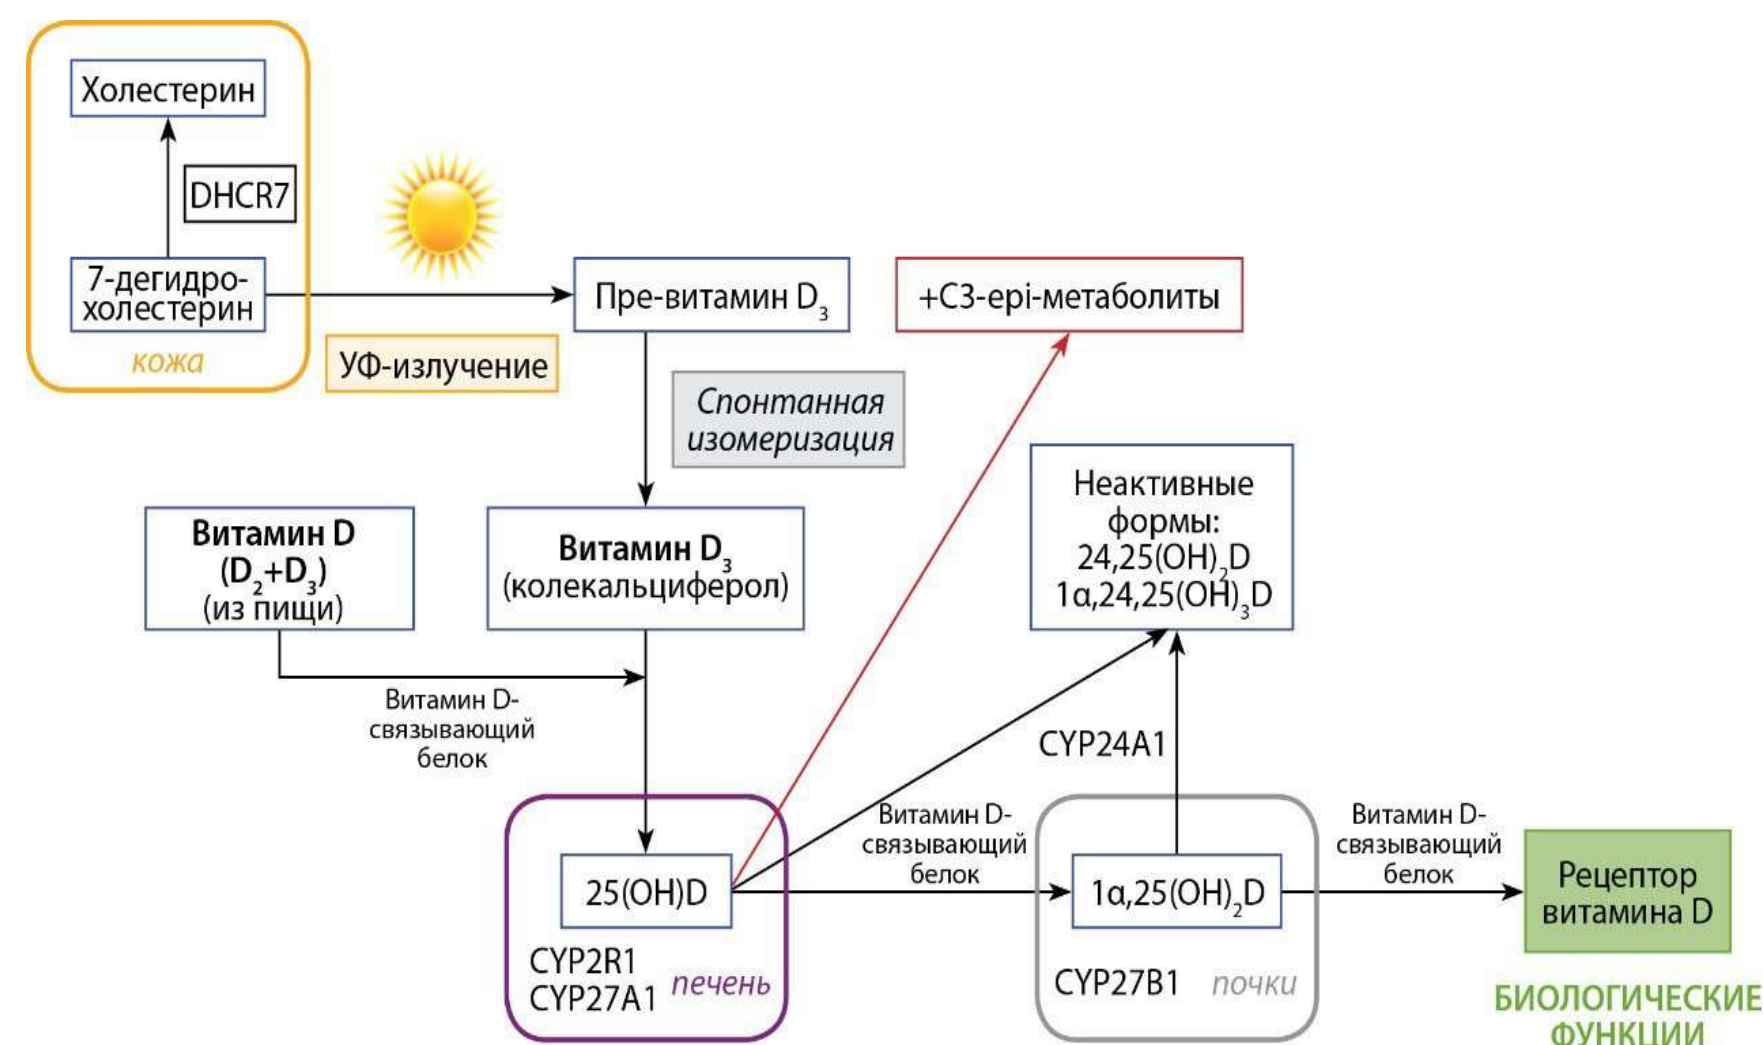 Холестерин
DHCR7
7-дегидро-
холестерин
кожа
УФ-излучение
Пре-витамин D₃
+C3-epi-метаболиты
Спонтанная
изомеризация
Витамин D
(D₂+D₃)
(из пищи)
Витамин D₃
(колекальциферол)
Неактивные
формы:
24,25(OH)₂D
1α,24,25(OH)₃D
Витамин D-
связывающий
белок
CYP24A1
25(OH)D
CYP2R1
CYP27A1
печень
Витамин D-
связывающий
белок
1α,25(OH)₂D
CYP27B1
почки
Витамин D-
связывающий
белок
Рецептор
витамина D
БИОЛОГИЧЕСКИЕ
ФУНКЦИИ